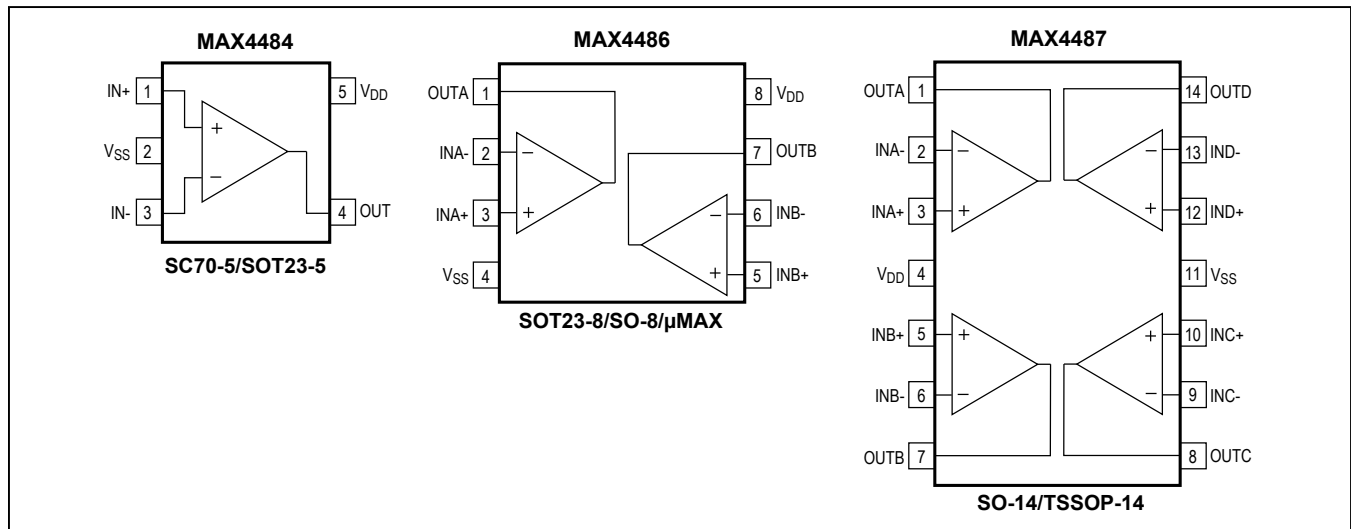 MAX4484
IN+ 1
5 VDD
+
VSS 2
−
IN- 3
4 OUT
SC70-5/SOT23-5
MAX4486
OUTA 1
8 VDD
INA- 2 −
7 OUTB
INA+ 3 +
− 6 INB-
VSS 4
+ 5 INB+
SOT23-8/SO-8/µMAX
MAX4487
OUTA 1
14 OUTD
INA- 2 −
− 13 IND-
INA+ 3 +
+ 12 IND+
VDD 4
11 VSS
INB+ 5 +
+ 10 INC+
INB- 6 −
− 9 INC-
OUTB 7
8 OUTC
SO-14/TSSOP-14